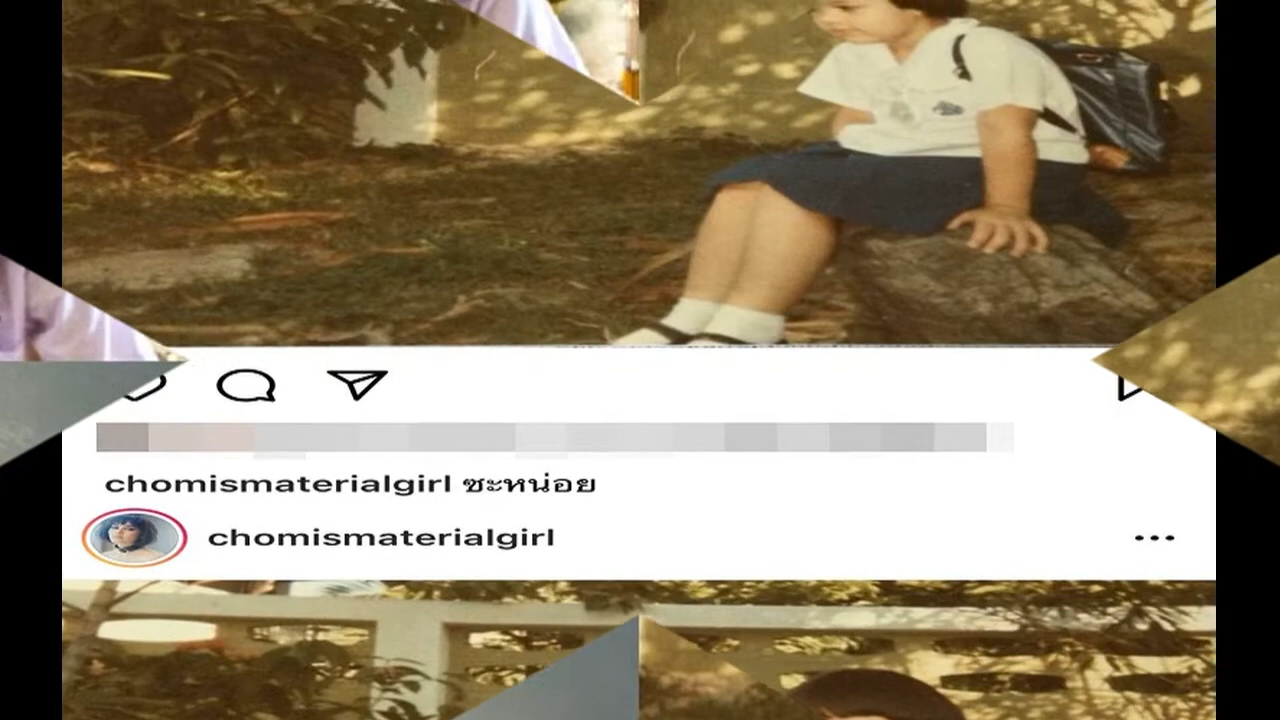 chomismaterialgirl ซะหน่อย
chomismaterialgirl